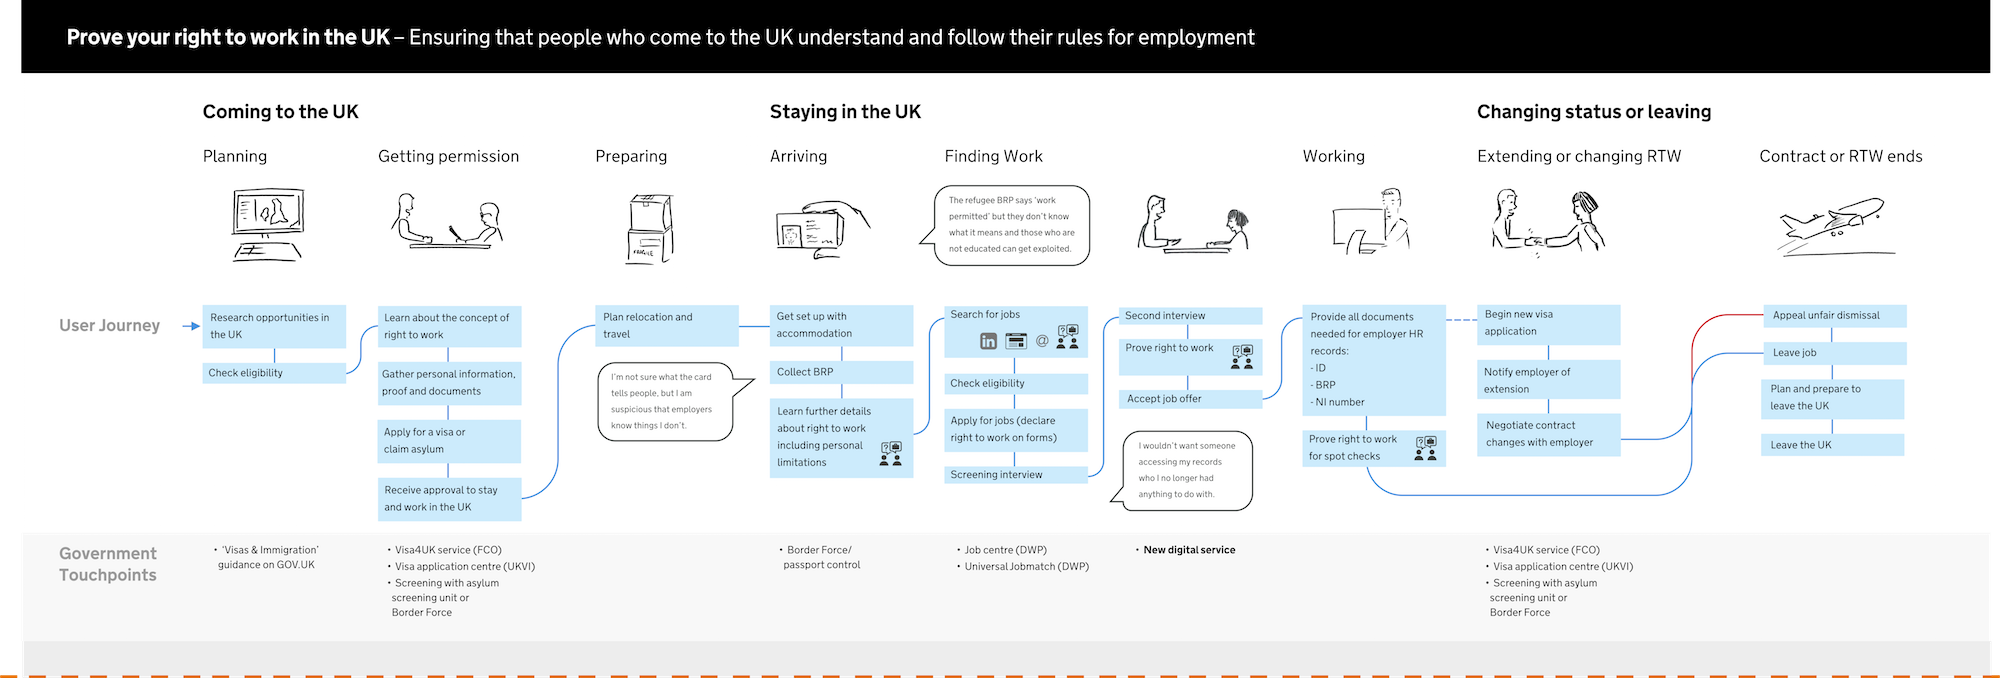 Prove your right to work in the UK – Ensuring that people who come to the UK understand and follow their rules for employment
Coming to the UK
Staying in the UK
Changing status or leaving
Planning
Getting permission
Preparing
Arriving
Finding Work
Working
Extending or changing RTW
Contract or RTW ends
FRAGILE
The refugee BRP says 'work
permitted' but they don't know
what it means and those who are
not educated can get exploited.
User Journey
Research opportunities in
the UK
Check eligibility
Learn about the concept of
right to work
Gather personal information,
proof and documents
Apply for a visa or
claim asylum
Receive approval to stay
and work in the UK
Plan relocation and
travel
I'm not sure what the card
tells people, but I am
suspicious that employers
know things I don't.
Get set up with
accommodation
Collect BRP
Learn further details
about right to work
including personal
limitations
Search for jobs
in
@
Check eligibility
Apply for jobs (declare
right to work on forms)
Screening interview
Second interview
Prove right to work
Accept job offer
I wouldn't want someone
accessing my records
who I no longer had
anything to do with.
Provide all documents
needed for employer HR
records:
- ID
- BRP
- NI number
Prove right to work
for spot checks
Begin new visa
application
Notify employer of
extension
Negotiate contract
changes with employer
Appeal unfair dismissal
Leave job
Plan and prepare to
leave the UK
Leave the UK
Government
Touchpoints
• 'Visas & Immigration'
guidance on GOV.UK
• Visa4UK service (FCO)
• Visa application centre (UKVI)
• Screening with asylum
screening unit or
Border Force
• Border Force/
passport control
• Job centre (DWP)
• Universal Jobmatch (DWP)
• New digital service
• Visa4UK service (FCO)
• Visa application centre (UKVI)
• Screening with asylum
screening unit or
Border Force